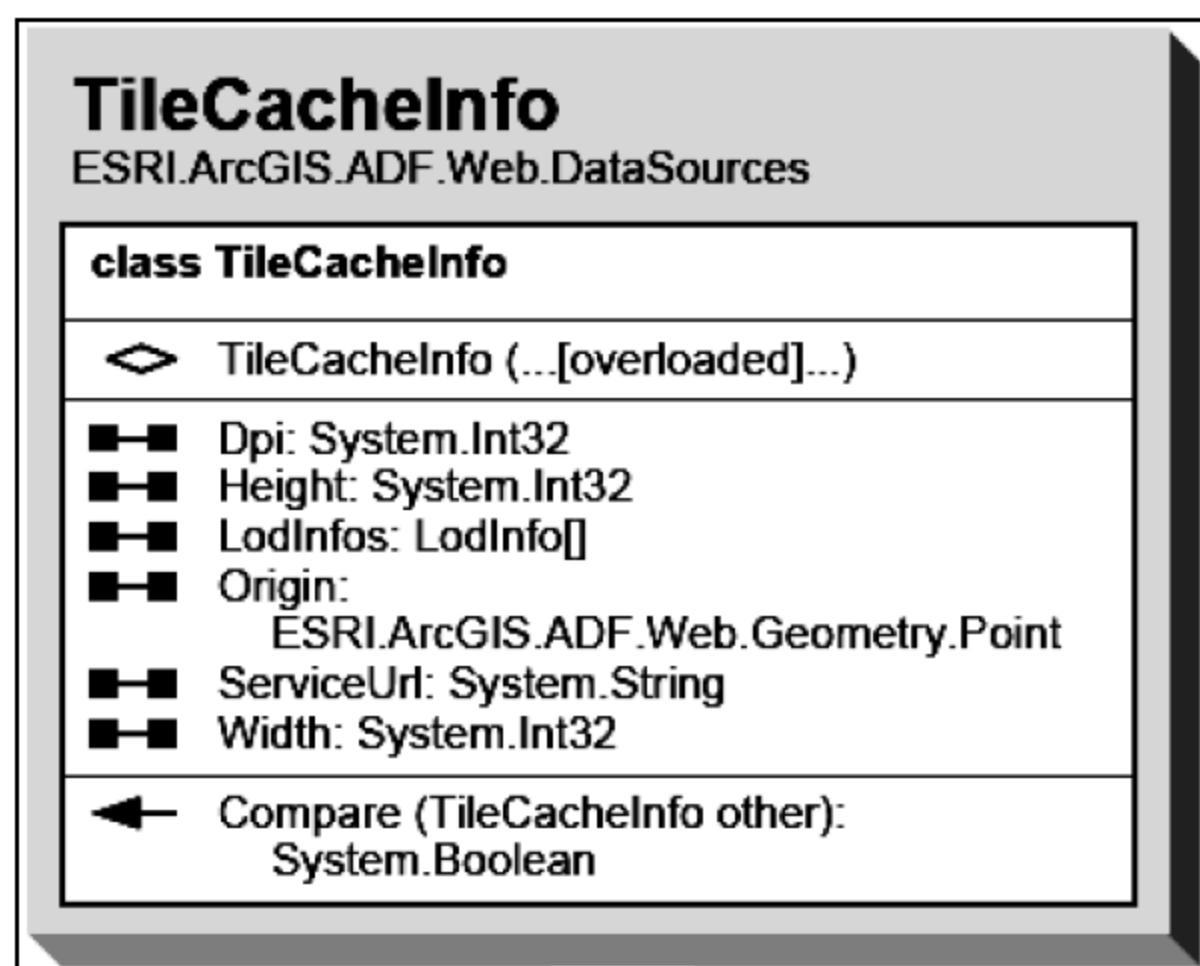 TileCacheInfo
ESRI.ArcGIS.ADF.Web.DataSources
class TileCacheInfo
TileCacheInfo (...[overloaded]...)
Dpi: System.Int32
Height: System.Int32
LodInfos: LodInfo[]
Origin:
ESRI.ArcGIS.ADF.Web.Geometry.Point
ServiceUrl: System.String
Width: System.Int32
Compare (TileCacheInfo other):
System.Boolean